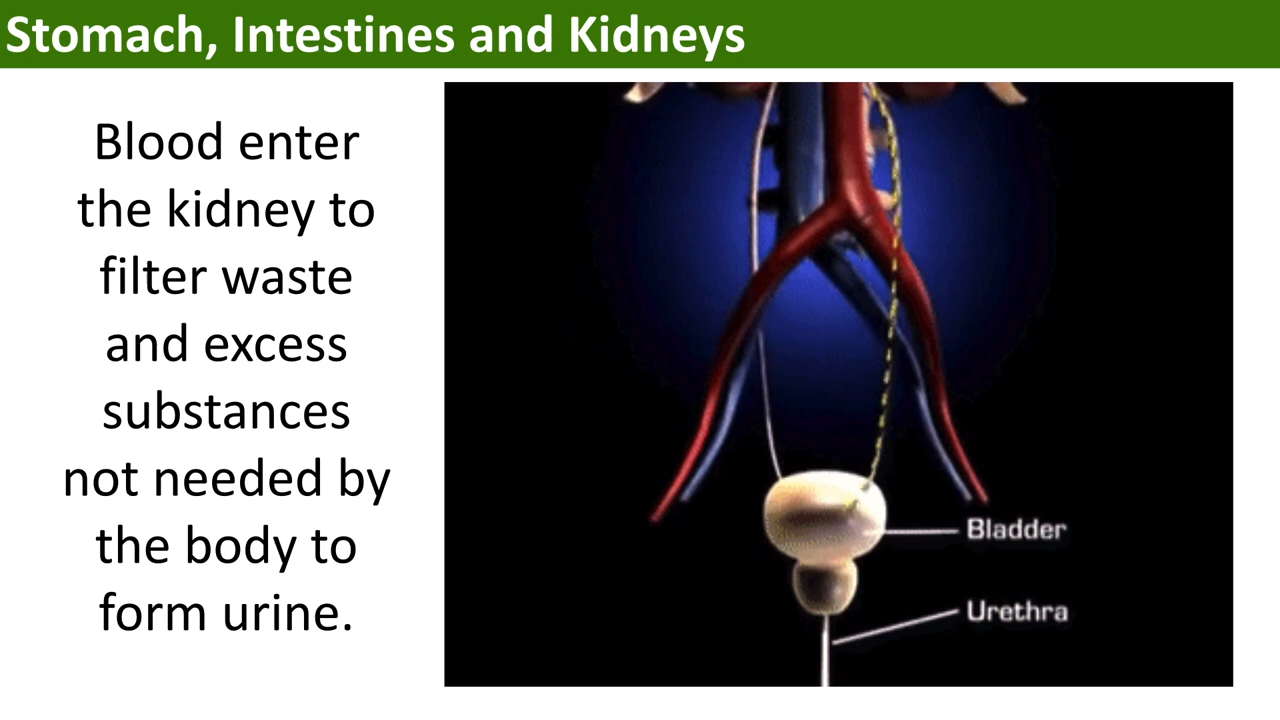 Stomach, Intestines and Kidneys
Blood enter
the kidney to
filter waste
and excess
substances
not needed by
the body to
form urine.
Bladder
Urethra